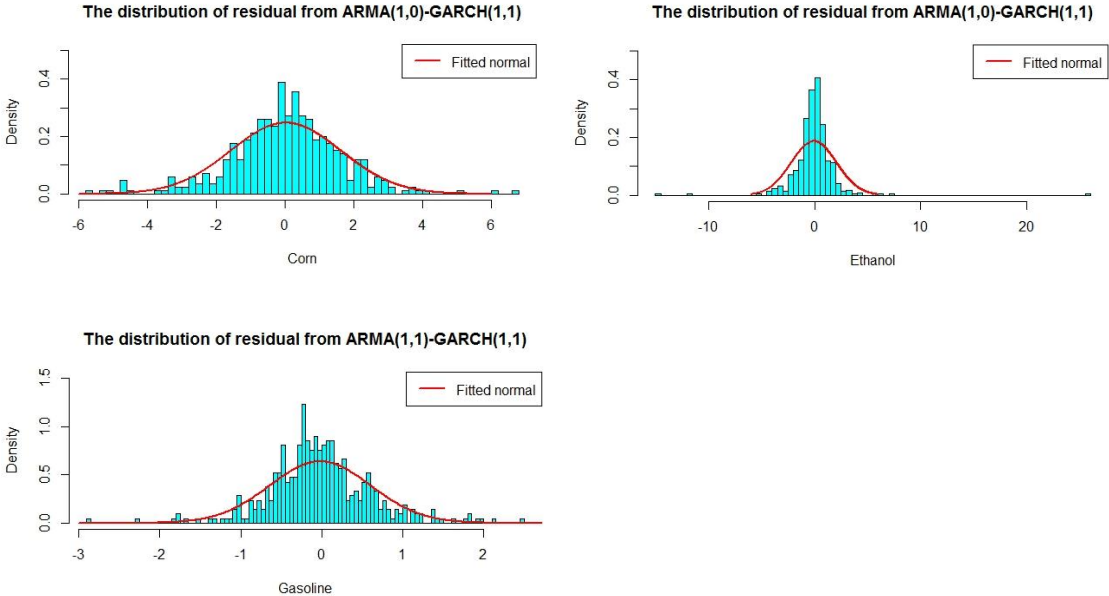 The distribution of residual from ARMA(1,0)-GARCH(1,1)
Fitted normal
Density
0.0 0.2 0.4
-6 -4 -2 0 2 4 6
Corn
The distribution of residual from ARMA(1,0)-GARCH(1,1)
Fitted normal
Density
0.0 0.2 0.4
-10 0 10 20
Ethanol
The distribution of residual from ARMA(1,1)-GARCH(1,1)
Fitted normal
Density
0.0 0.5 1.0 1.5
-3 -2 -1 0 1 2
Gasoline